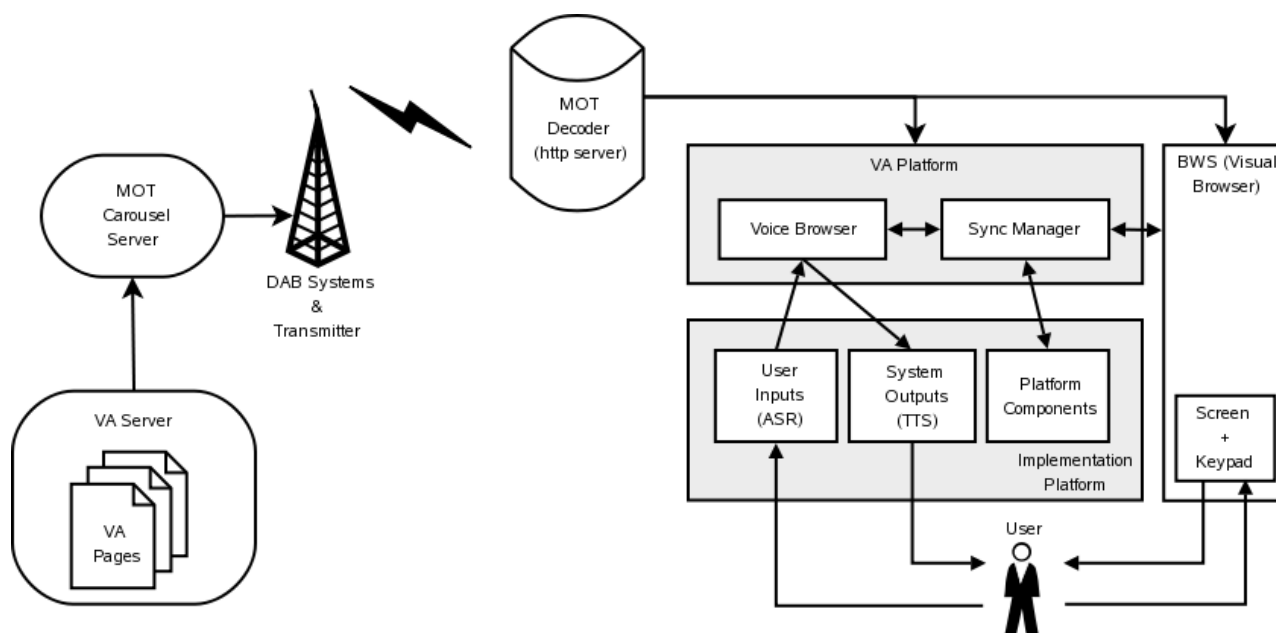 MOT
Decoder
(http server)
VA Platform
BWS (Visual
Browser)
MOT
Carousel
Server
Voice Browser
Sync Manager
DAB Systems
&
Transmitter
User
Inputs
(ASR)
System
Outputs
(TTS)
Platform
Components
Screen
+
Keypad
Implementation
Platform
VA Server
VA
Pages
User